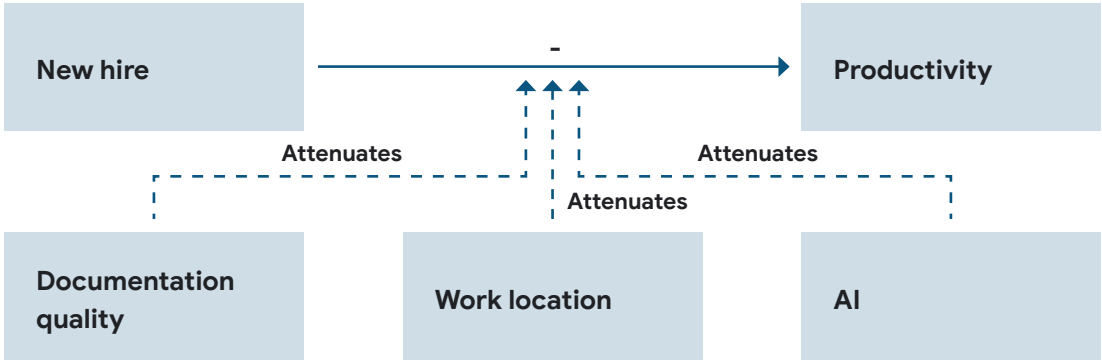 New hire
-
Productivity
Attenuates
Attenuates
Attenuates
Documentation
quality
Work location
AI